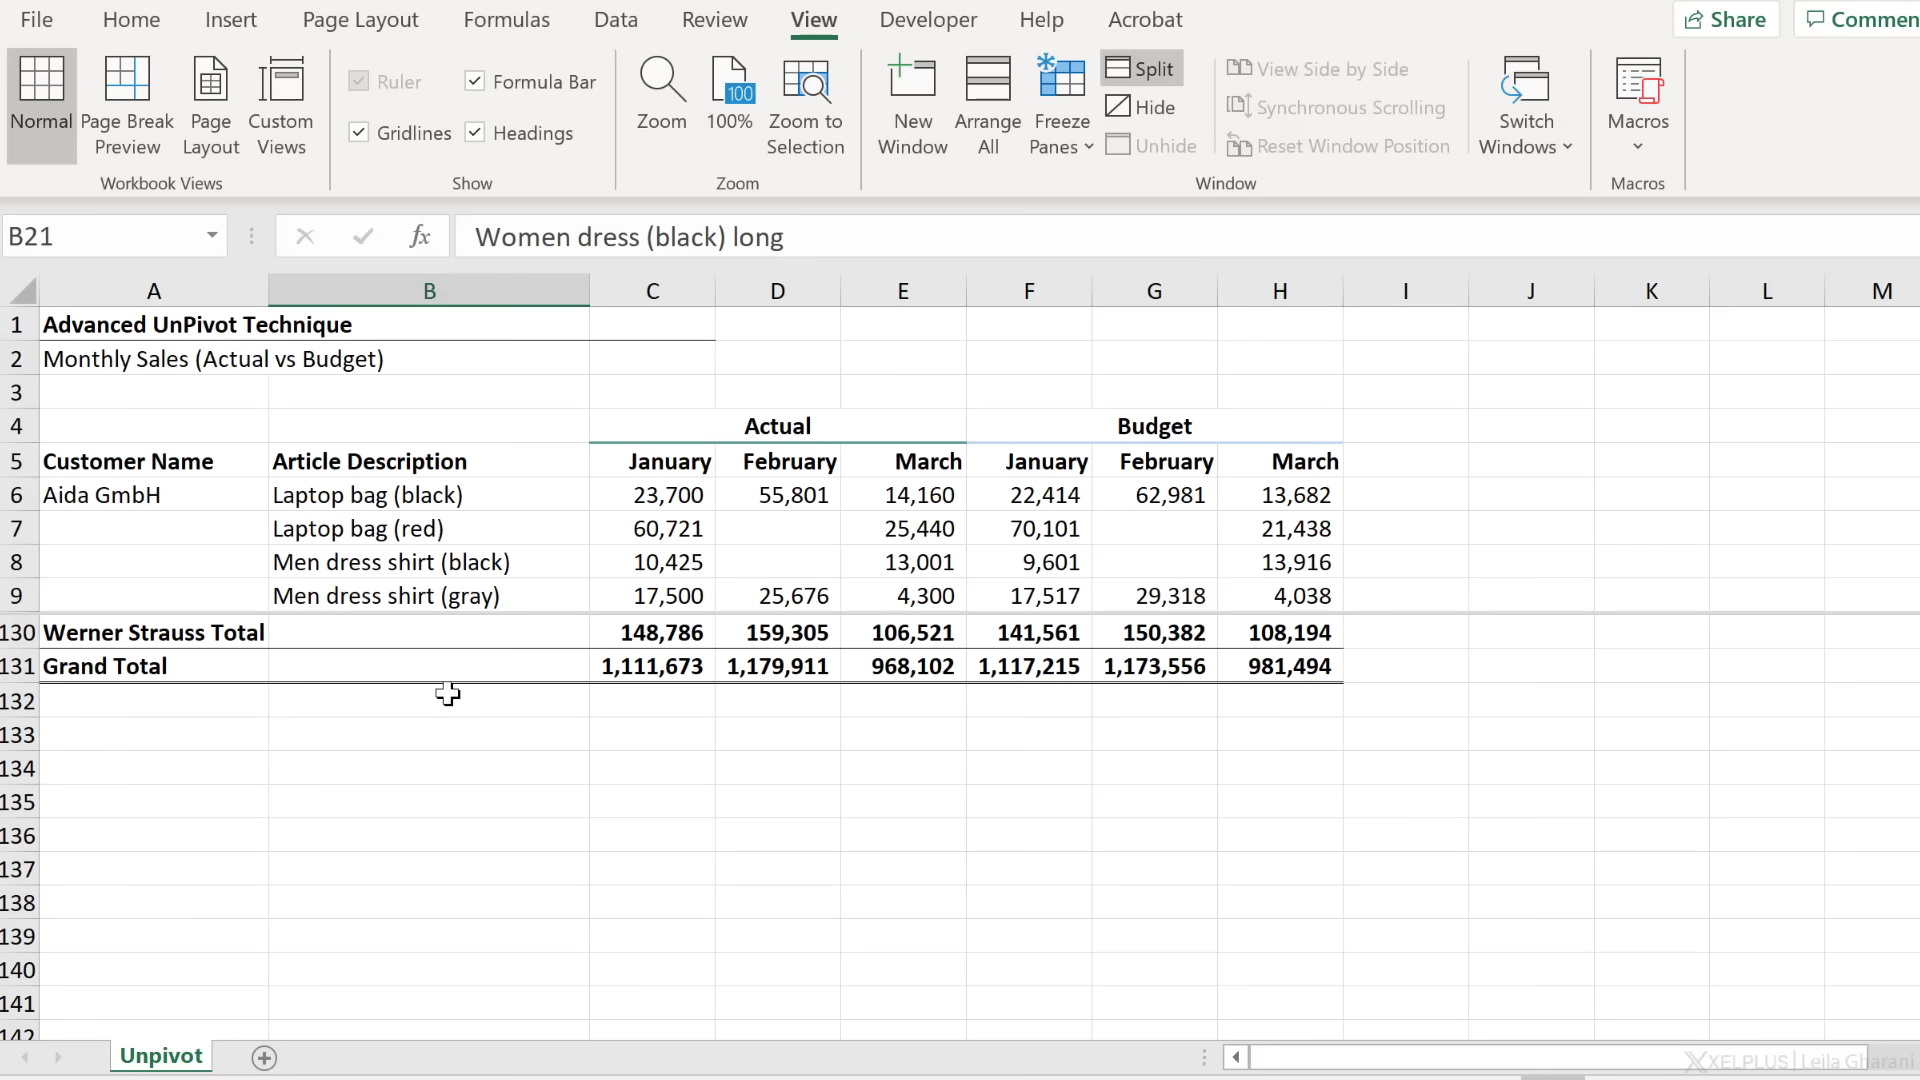 File Home Insert Page Layout Formulas Data Review View Developer Help Acrobat Share Commen
Normal Page Break Preview Page Layout Custom Views
Workbook Views
Ruler Formula Bar
Gridlines Headings
Show
Zoom 100 100% Zoom to Selection
Zoom
New Window Arrange All Freeze Panes
Split
Hide
Unhide
View Side by Side
Synchronous Scrolling
Reset Window Position
Switch Windows
Window
Macros
Macros
B21 fx Women dress (black) long
A B C D E F G H I J K L M
1 Advanced UnPivot Technique
2 Monthly Sales (Actual vs Budget)
3
4 Actual Budget
5 Customer Name Article Description January February March January February March
6 Aida GmbH Laptop bag (black) 23,700 55,801 14,160 22,414 62,981 13,682
7 Laptop bag (red) 60,721 25,440 70,101 21,438
8 Men dress shirt (black) 10,425 13,001 9,601 13,916
9 Men dress shirt (gray) 17,500 25,676 4,300 17,517 29,318 4,038
130 Werner Strauss Total 148,786 159,305 106,521 141,561 150,382 108,194
131 Grand Total 1,111,673 1,179,911 968,102 1,117,215 1,173,556 981,494
132
133
134
135
136
137
138
139
140
141
142
Unpivot
XELPLUS | Leila Gharani